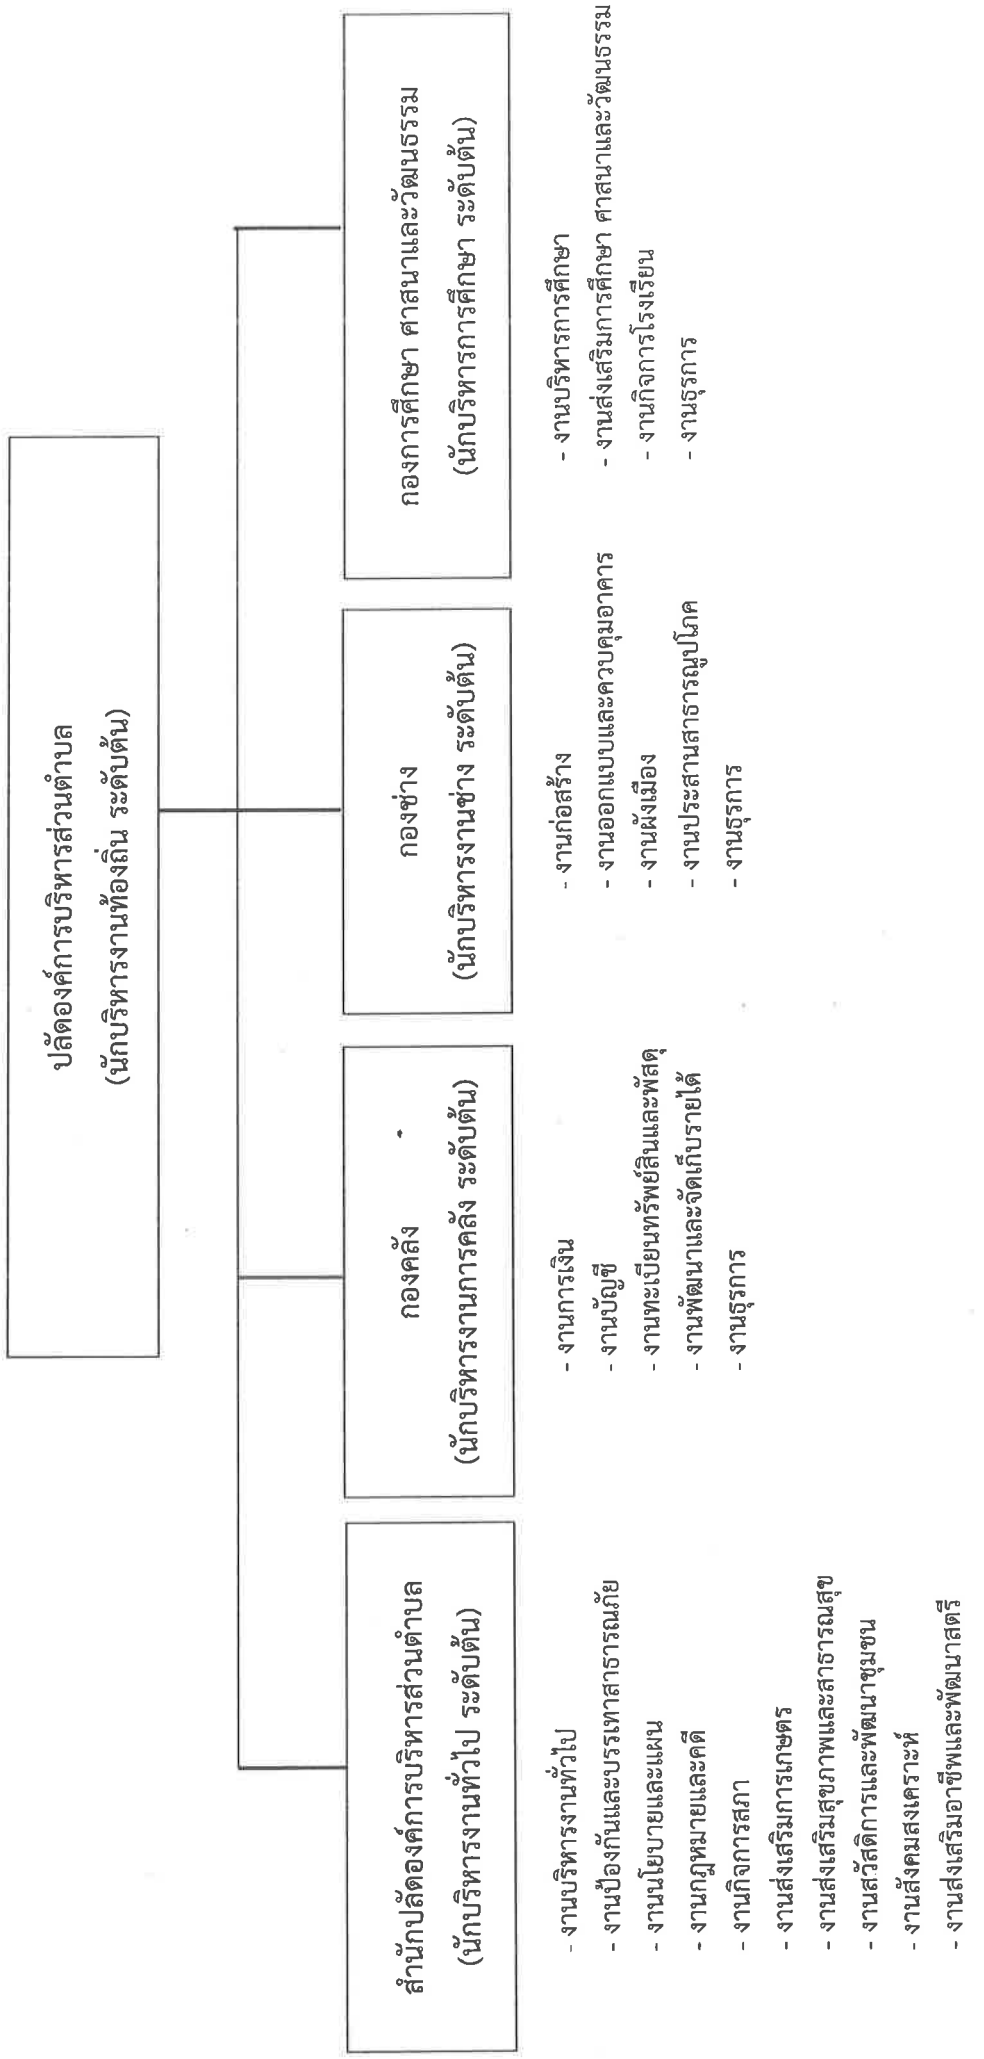 ปลัดองค์การบริหารส่วนตำบล
(นักบริหารงานท้องถิ่น ระดับต้น)
สำนักปลัดองค์การบริหารส่วนตำบล
(นักบริหารงานทั่วไป ระดับต้น)
- งานบริหารงานทั่วไป
- งานป้องกันและบรรเทาสาธารณภัย
- งานนโยบายและแผน
- งานกฎหมายและคดี
- งานกิจการสภา
- งานส่งเสริมการเกษตร
- งานส่งเสริมสุขภาพและสาธารณสุข
- งานสวัสดิการและพัฒนาชุมชน
- งานสังคมสงเคราะห์
- งานส่งเสริมอาชีพและพัฒนาสตรี
กองคลัง
(นักบริหารงานการคลัง ระดับต้น)
- งานการเงิน
- งานบัญชี
- งานทะเบียนทรัพย์สินและพัสดุ
- งานพัฒนาและจัดเก็บรายได้
- งานธุรการ
กองช่าง
(นักบริหารงานช่าง ระดับต้น)
- งานก่อสร้าง
- งานออกแบบและควบคุมอาคาร
- งานผังเมือง
- งานประสานสาธารณูปโภค
- งานธุรการ
กองการศึกษา ศาสนาและวัฒนธรรม
(นักบริหารการศึกษา ระดับต้น)
- งานบริหารการศึกษา
- งานส่งเสริมการศึกษา ศาสนาและวัฒนธรรม
- งานกิจการโรงเรียน
- งานธุรการ